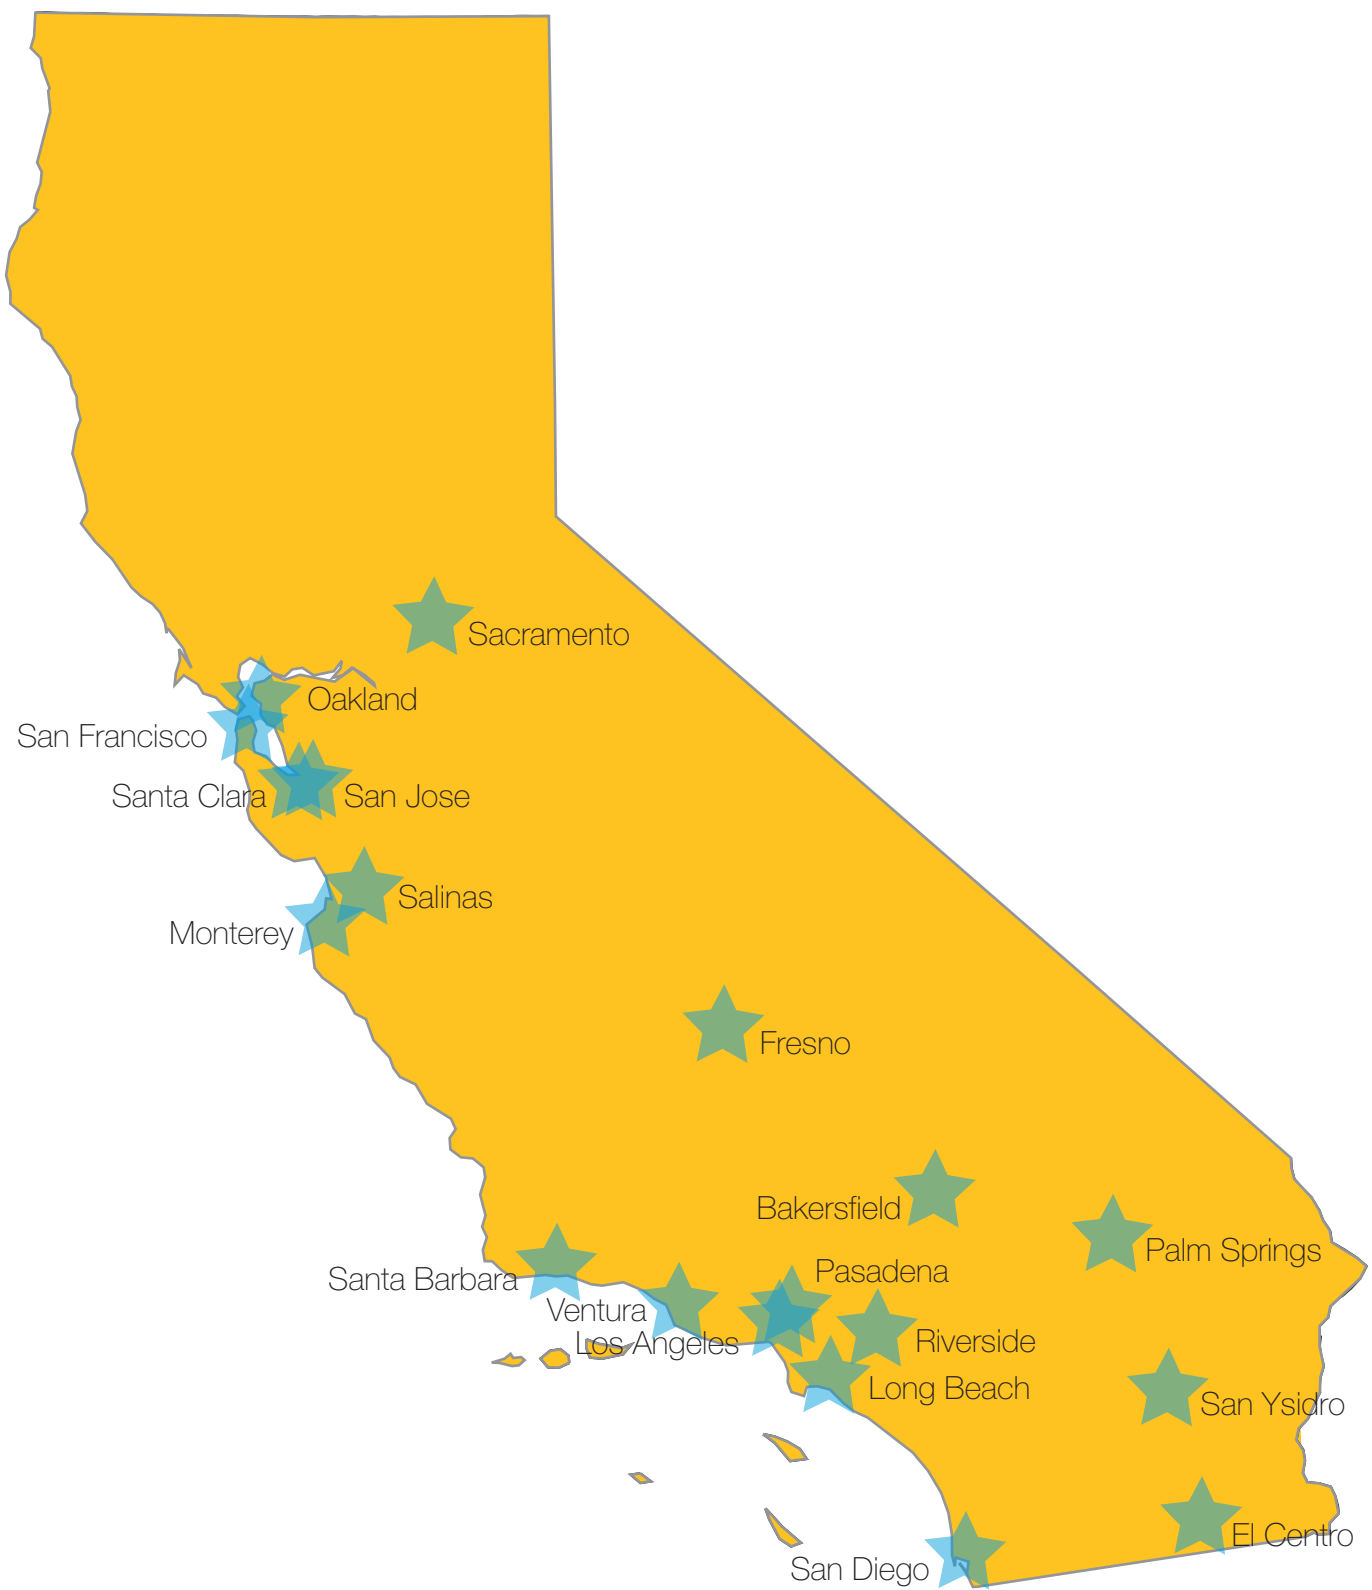 Sacramento
Oakland
San Francisco
Santa Clara
San Jose
Salinas
Monterey
Fresno
Bakersfield
Palm Springs
Pasadena
Santa Barbara
Ventura
Los Angeles
Riverside
Long Beach
San Ysidro
El Centro
San Diego